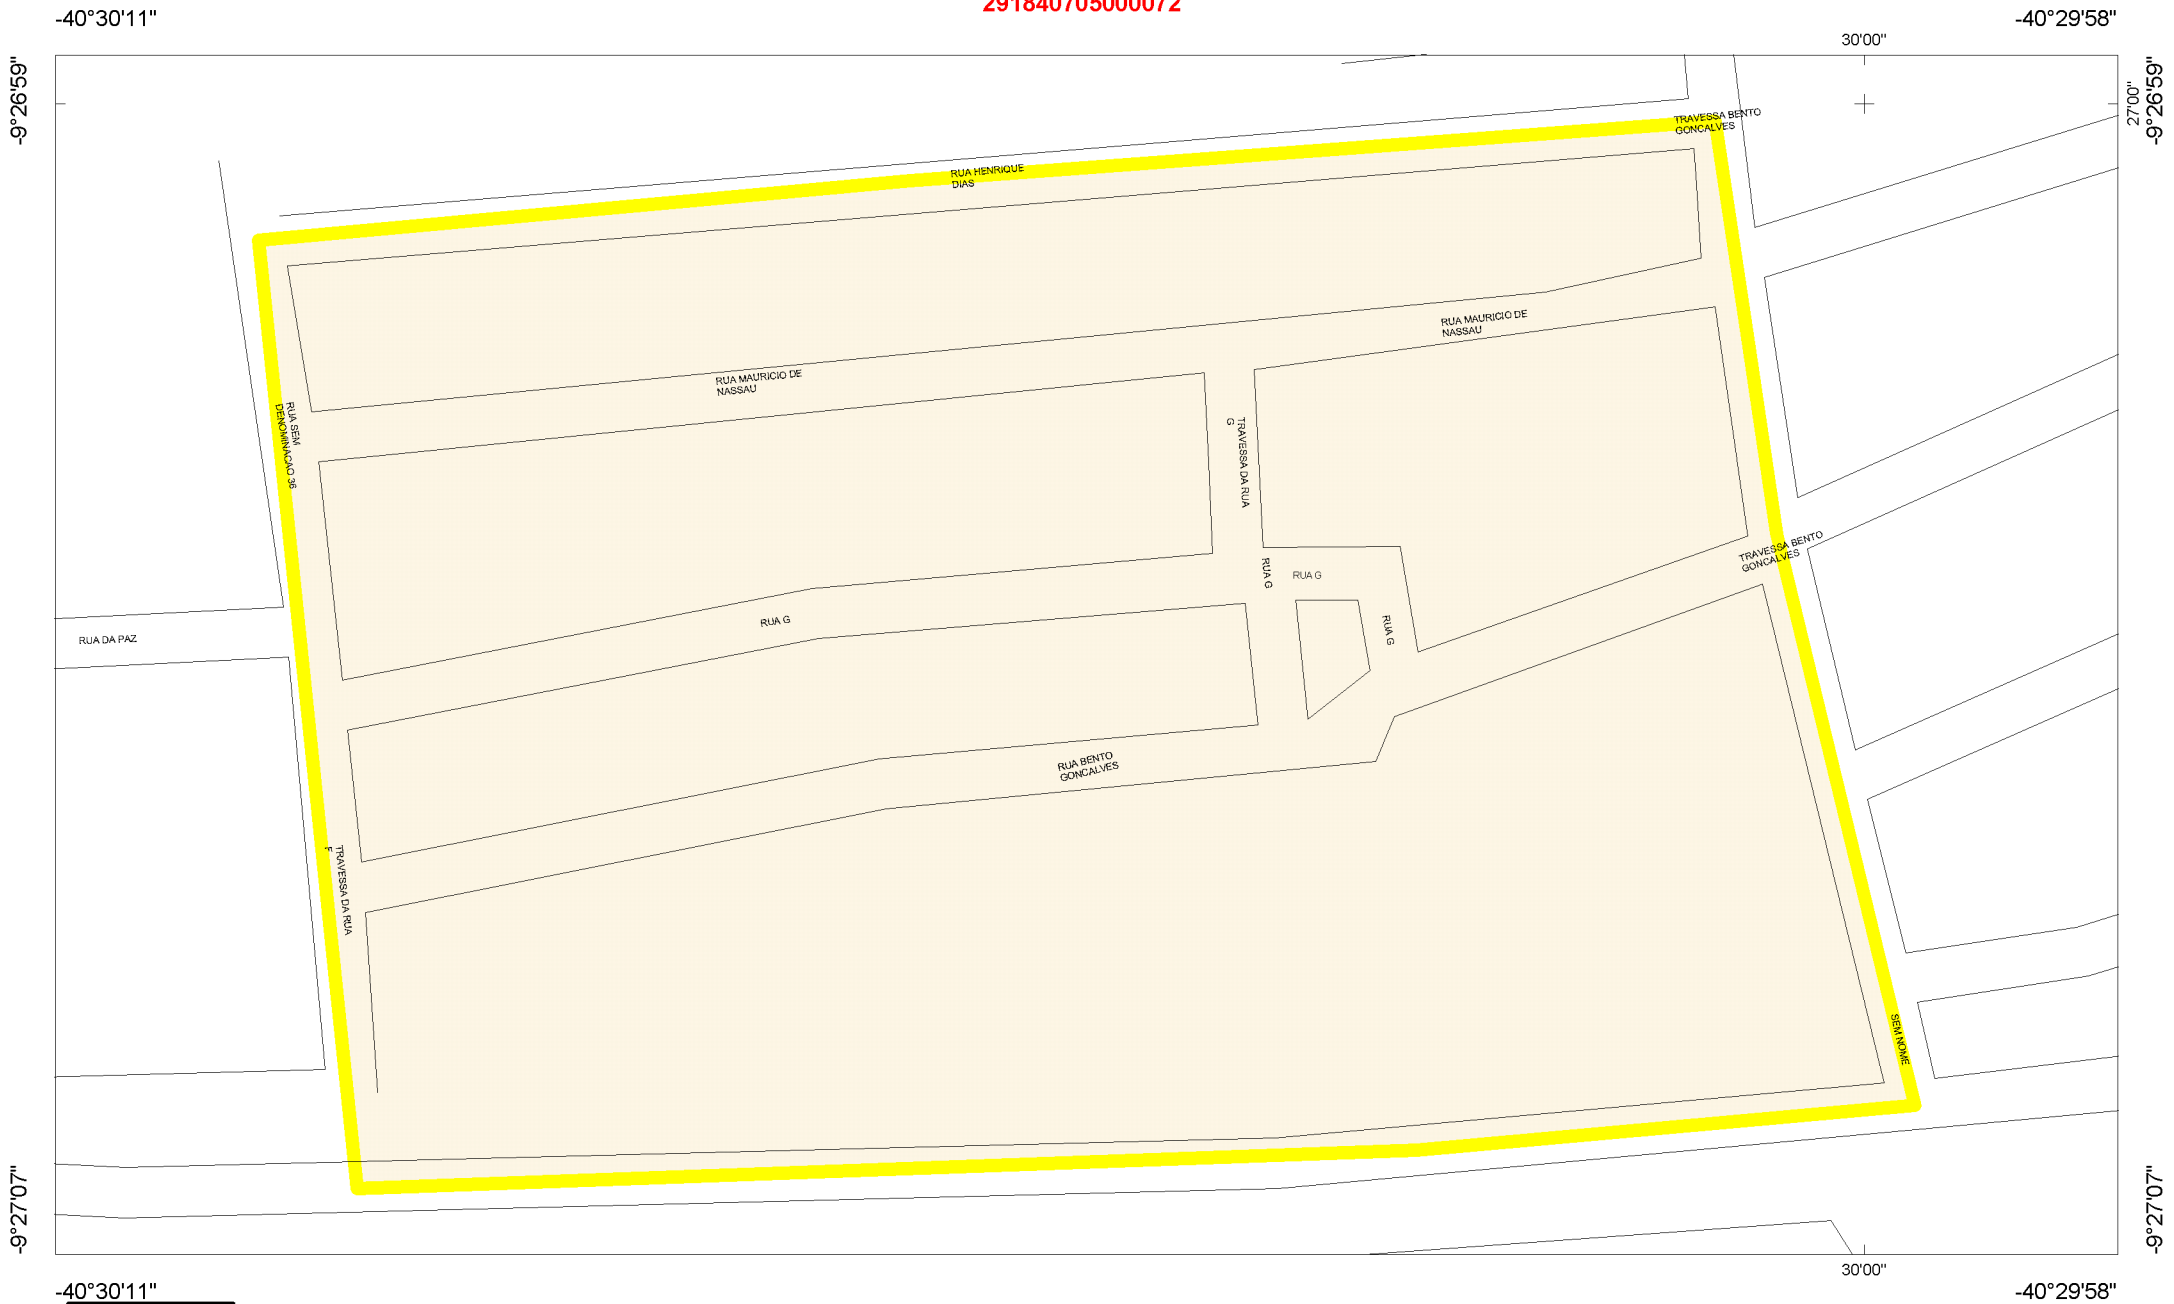 291840705000072
-40°30'11"
-40°29'58"
30'00"
-9°26'59"
27'00"
-9°26'59"
TRAVESSA BENTO
GONCALVES
RUA HENRIQUE
DIAS
RUA MAURICIO DE
NASSAU
RUA MAURICIO DE
NASSAU
RUA SEM
DENOMINACAO 36
TRAVESSA DA RUA
G
TRAVESSA BENTO
GONCALVES
RUA G
RUA G
RUA G
RUA G
RUA DA PAZ
RUA BENTO
GONCALVES
TRAVESSA DA RUA
F
SEM NOME
-9°27'07"
-9°27'07"
30'00"
-40°30'11"
-40°29'58"